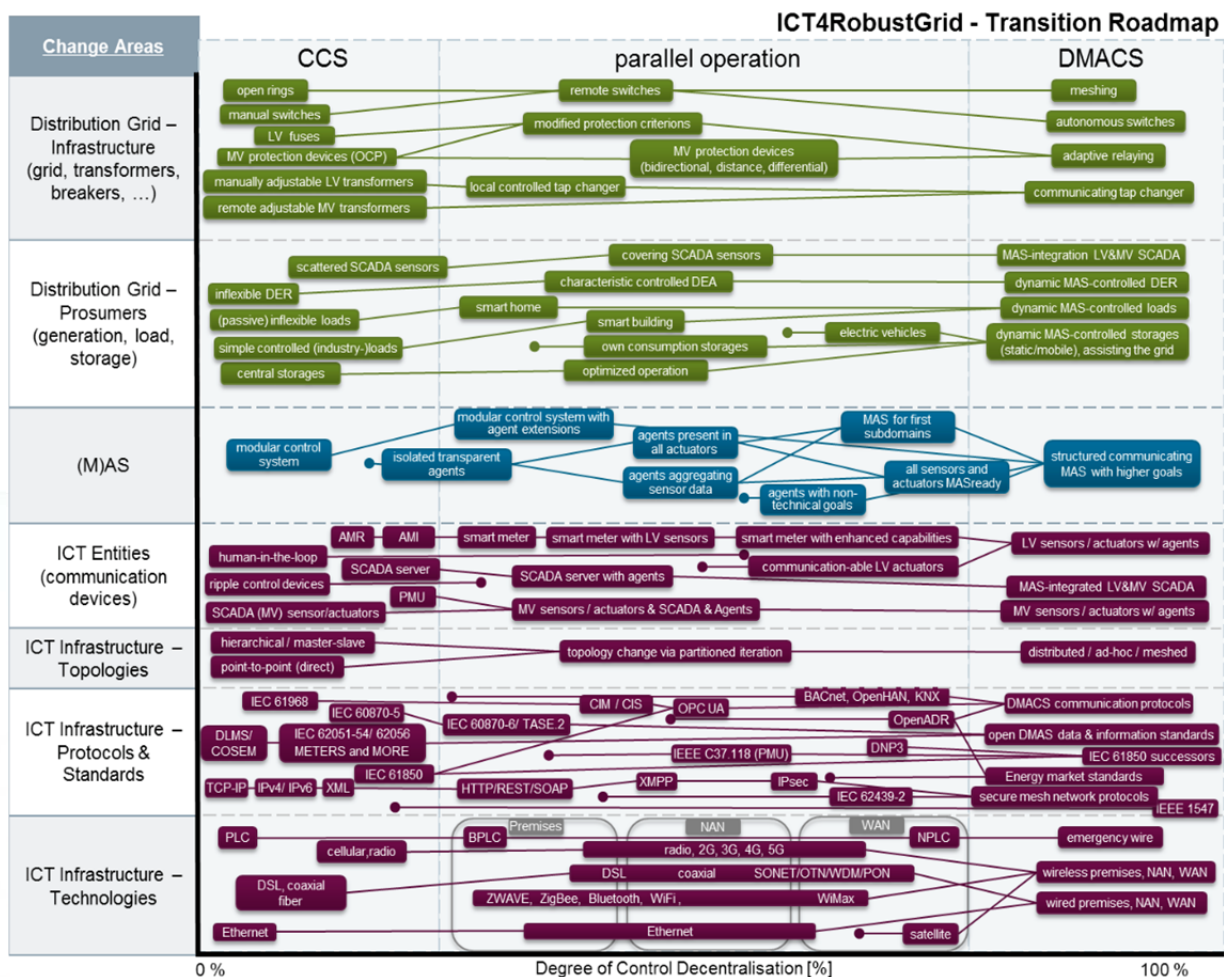 ICT4RobustGrid - Transition Roadmap
Change Areas
CCS
parallel operation
DMACS
Distribution Grid –
Infrastructure
(grid, transformers,
breakers, …)
open rings
remote switches
meshing
manual switches
autonomous switches
LV fuses
modified protection criterions
MV protection devices (OCP)
MV protection devices
(bidirectional, distance, differential)
adaptive relaying
manually adjustable LV transformers
local controlled tap changer
communicating tap changer
remote adjustable MV transformers
Distribution Grid –
Prosumers
(generation, load,
storage)
scattered SCADA sensors
covering SCADA sensors
MAS-integration LV&MV SCADA
inflexible DER
characteristic controlled DEA
dynamic MAS-controlled DER
(passive) inflexible loads
smart home
dynamic MAS-controlled loads
simple controlled (industry-)loads
smart building
electric vehicles
own consumption storages
dynamic MAS-controlled storages
(static/mobile), assisting the grid
central storages
optimized operation
(M)AS
modular control
system
modular control system with
agent extensions
isolated transparent
agents
agents present in
all actuators
agents aggregating
sensor data
MAS for first
subdomains
all sensors and
actuators MASready
agents with non-
technical goals
structured communicating
MAS with higher goals
ICT Entities
(communication
devices)
AMR
AMI
smart meter
smart meter with LV sensors
smart meter with enhanced capabilities
LV sensors / actuators w/ agents
human-in-the-loop
communication-able LV actuators
SCADA server
SCADA server with agents
MAS-integrated LV&MV SCADA
ripple control devices
PMU
SCADA (MV) sensor/actuators
MV sensors / actuators & SCADA & Agents
MV sensors / actuators w/ agents
ICT Infrastructure –
Topologies
hierarchical / master-slave
point-to-point (direct)
topology change via partitioned iteration
distributed / ad-hoc / meshed
ICT Infrastructure –
Protocols &
Standards
IEC 61968
CIM / CIS
OPC UA
BACnet, OpenHAN, KNX
DMACS communication protocols
IEC 60870-5
IEC 60870-6/ TASE.2
OpenADR
DLMS/
COSEM
IEC 62051-54/ 62056
METERS and MORE
open DMAS data & information standards
IEEE C37.118 (PMU)
DNP3
IEC 61850 successors
IEC 61850
Energy market standards
TCP-IP
IPv4/ IPv6
XML
HTTP/REST/SOAP
XMPP
IPsec
IEC 62439-2
secure mesh network protocols
IEEE 1547
ICT Infrastructure –
Technologies
Premises
NAN
WAN
PLC
BPLC
NPLC
emergency wire
cellular,radio
radio, 2G, 3G, 4G, 5G
DSL, coaxial
fiber
DSL
coaxial
SONET/OTN/WDM/PON
wireless premises, NAN, WAN
ZWAVE, ZigBee, Bluetooth, WiFi,
WiMax
wired premises, NAN, WAN
Ethernet
Ethernet
satellite
0 %
Degree of Control Decentralisation [%]
100 %